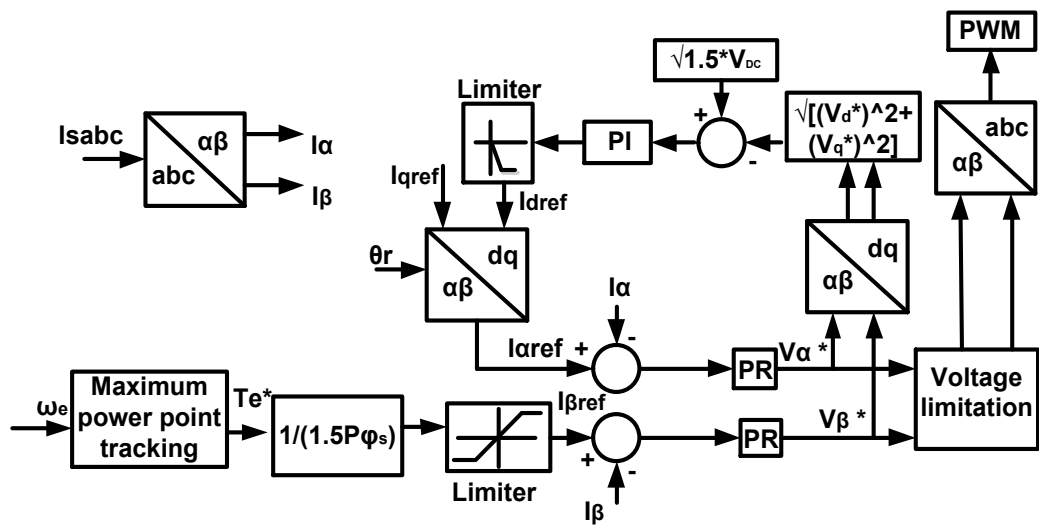 PWM
√1.5*VDC
Limiter
√[(Vd*)^2+
(Vq*)^2]
Isabc
αβ
abc
Iα
Iβ
PI
+
-
abc
αβ
Iqref
Idref
θr
dq
αβ
dq
αβ
Iα
Iαref
+
-
PR
Vα *
Voltage
limitation
ωe
Maximum
power point
tracking
Te*
1/(1.5Pφs)
Iβref
+
-
PR
Vβ *
Limiter
Iβ